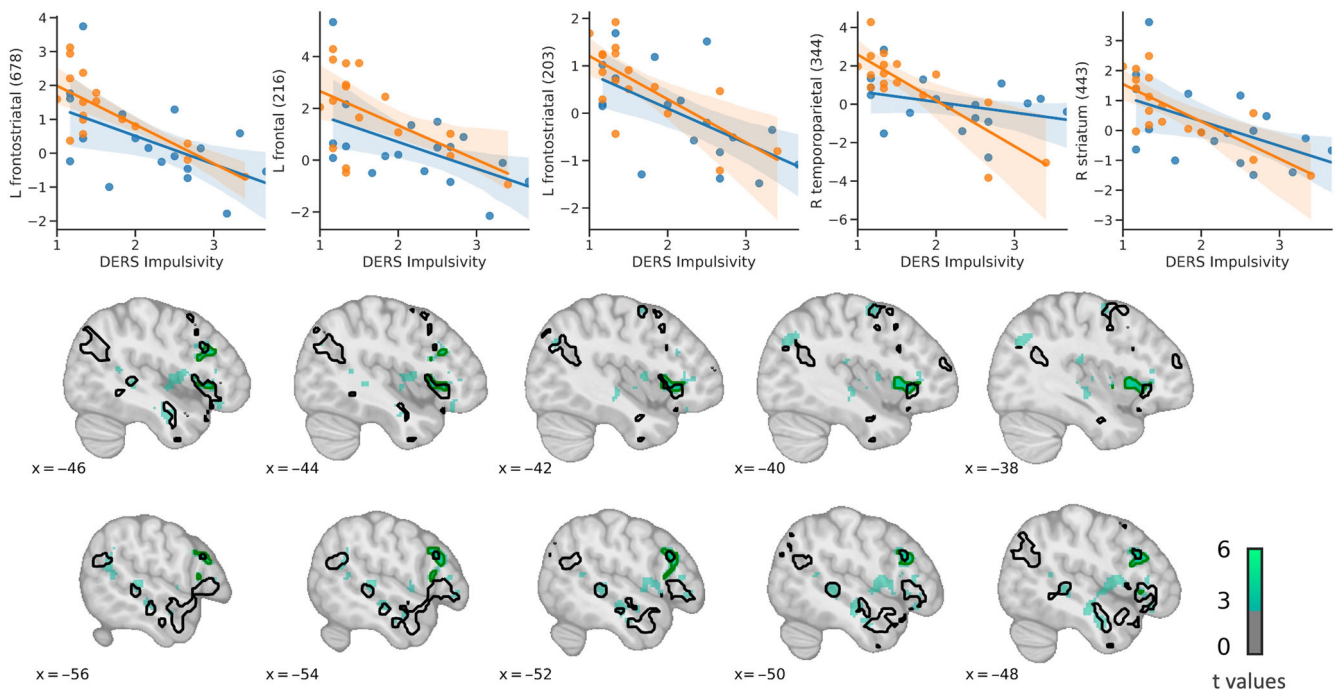 L frontostriatal (678)
4
3
2
1
0
−1
−2
1
2
3
DERS Impulsivity
L frontal (216)
4
2
0
−2
1
2
3
DERS Impulsivity
L frontostriatal (203)
2
1
0
−1
−2
1
2
3
DERS Impulsivity
R temporoparietal (344)
4
2
0
−2
−4
−6
1
2
3
DERS Impulsivity
R striatum (443)
3
2
1
0
−1
−2
−3
1
2
3
DERS Impulsivity
x = −46
x = −44
x = −42
x = −40
x = −38
x = −56
x = −54
x = −52
x = −50
x = −48
6
3
0
t values